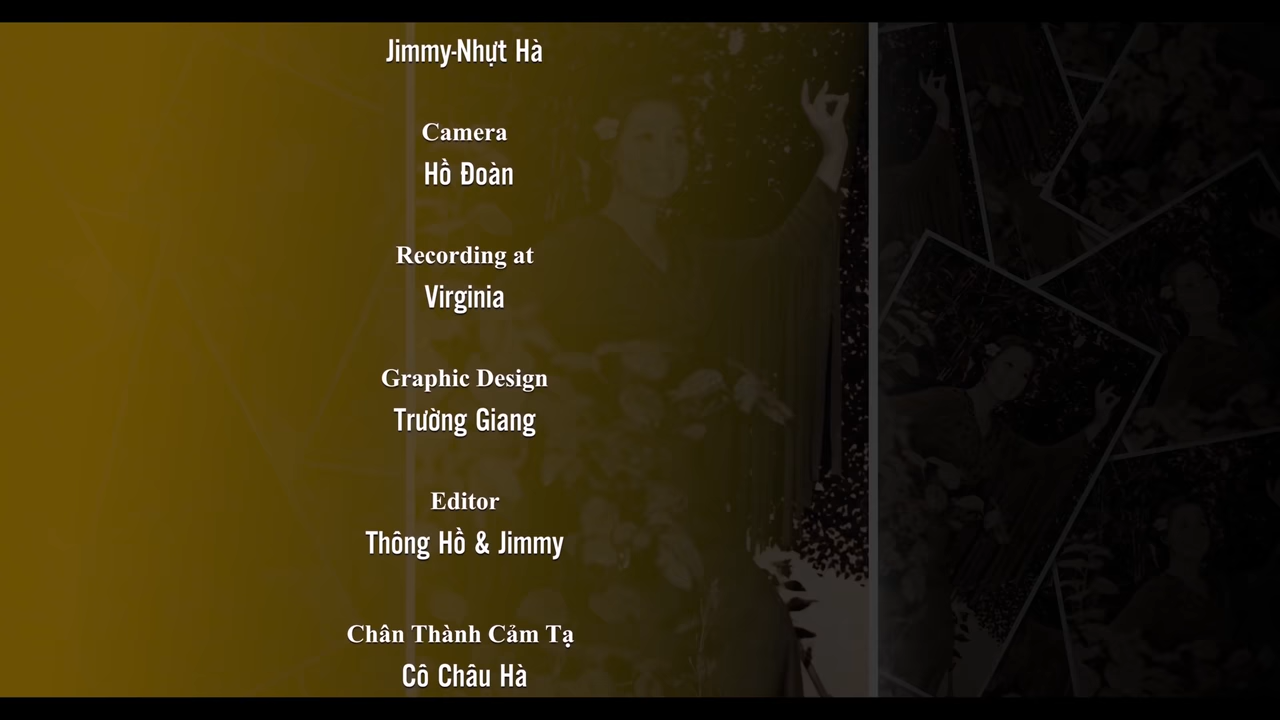 Jimmy-Nhựt Hà
Camera
Hồ Đoàn
Recording at
Virginia
Graphic Design
Trường Giang
Editor
Thông Hồ & Jimmy
Chân Thành Cảm Tạ
Cô Châu Hà